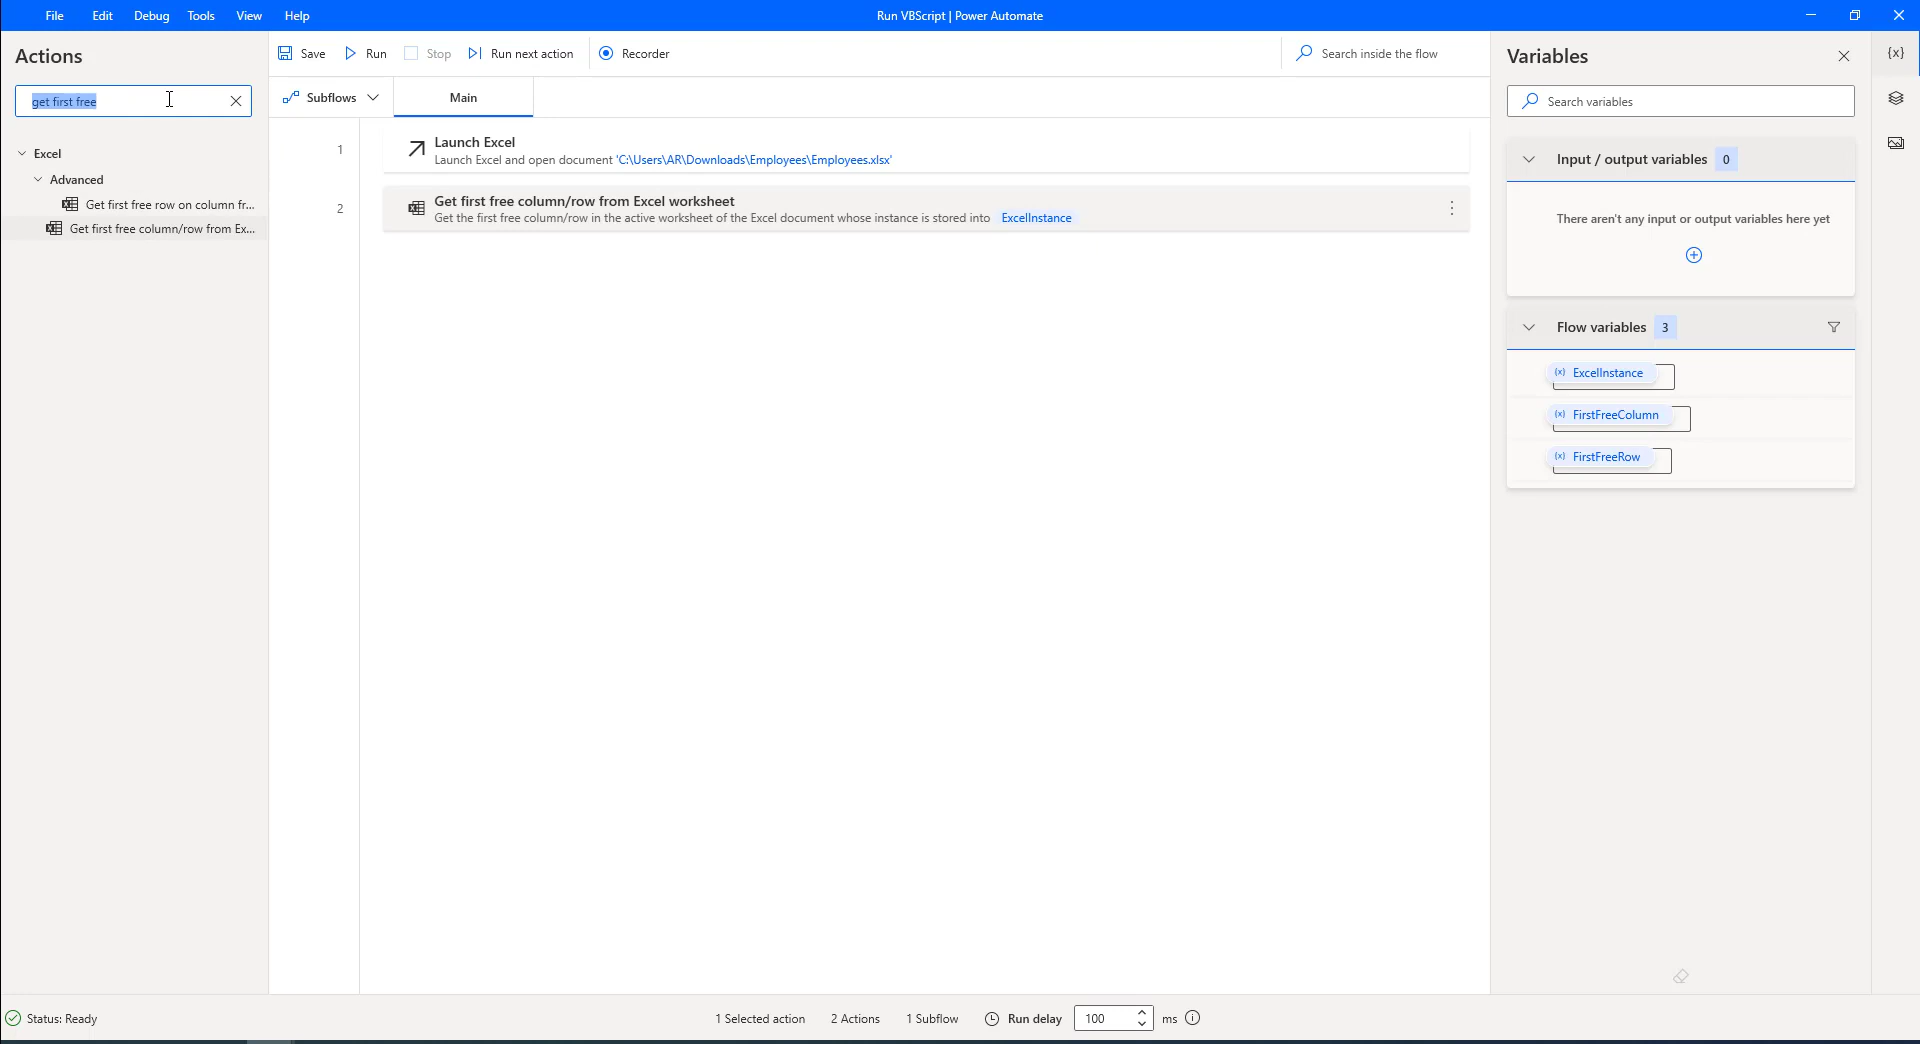 File Edit Debug Tools View Help Run VBScript | Power Automate
Actions
get first free
Excel
Advanced
Get first free row on column fr...
Get first free column/row from Ex...
Save Run Stop Run next action Recorder Search inside the flow
Subflows Main
1
Launch Excel
Launch Excel and open document 'C:\Users\AR\Downloads\Employees\Employees.xlsx'
2
Get first free column/row from Excel worksheet
Get the first free column/row in the active worksheet of the Excel document whose instance is stored into ExcelInstance
Variables
{x}
Search variables
Input / output variables 0
There aren't any input or output variables here yet
Flow variables 3
(x) ExcelInstance
(x) FirstFreeColumn
(x) FirstFreeRow
Status: Ready 1 Selected action 2 Actions 1 Subflow Run delay 100 ms